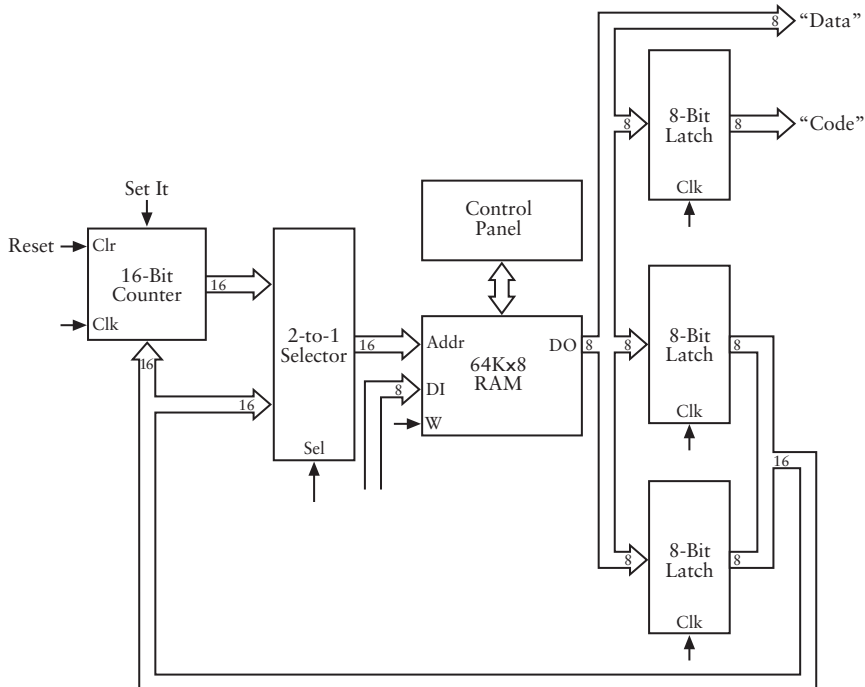 8
“Data”
8-Bit
Latch
8
8
“Code”
Clk
Set It
Control
Panel
Reset
Clr
16-Bit
Counter
16
Clk
2-to-1
Selector
16
Addr
DO
8
8
8-Bit
Latch
8
64K×8
RAM
8
DI
W
16
16
Sel
Clk
16
8-Bit
Latch
8
8
Clk